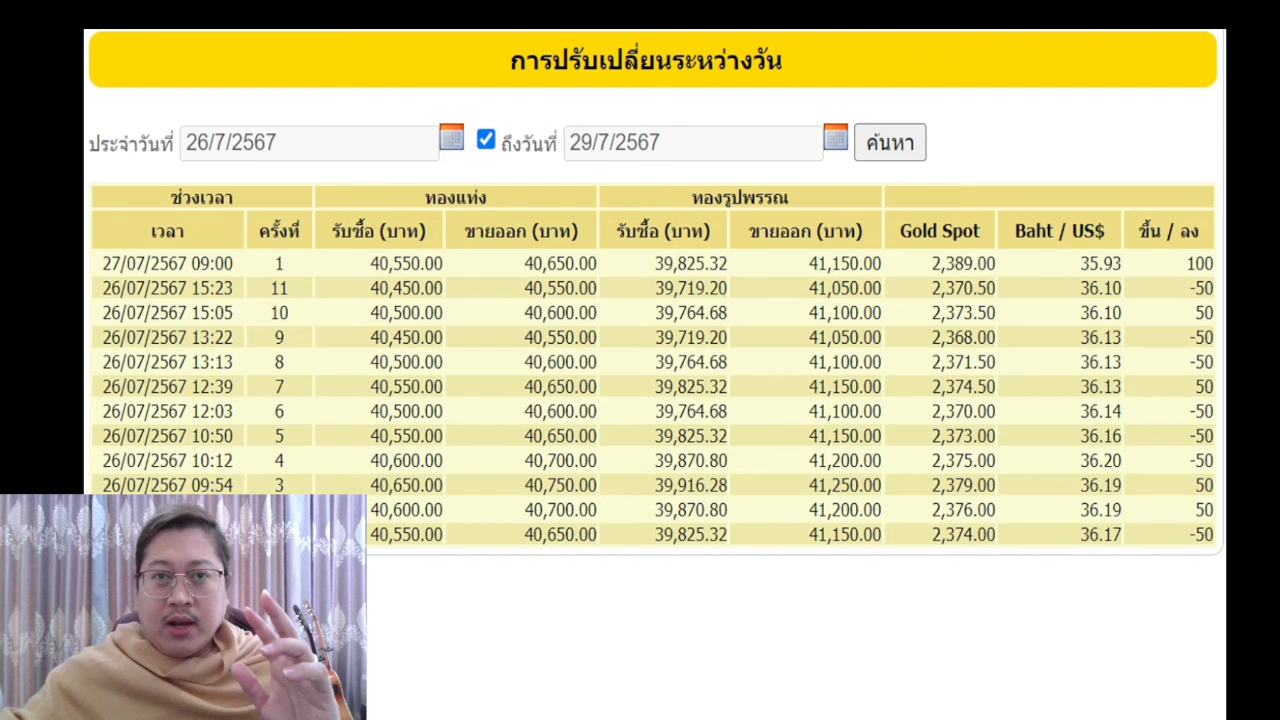 การปรับเปลี่ยนระหว่างวัน
ประจำวันที่ 26/7/2567 ถึงวันที่ 29/7/2567 ค้นหา
ช่วงเวลา ทองแท่ง ทองรูปพรรณ
เวลา ครั้งที่ รับซื้อ (บาท) ขายออก (บาท) รับซื้อ (บาท) ขายออก (บาท) Gold Spot Baht / US$ ขึ้น / ลง
27/07/2567 09:00 1 40,550.00 40,650.00 39,825.32 41,150.00 2,389.00 35.93 100
26/07/2567 15:23 11 40,450.00 40,550.00 39,719.20 41,050.00 2,370.50 36.10 -50
26/07/2567 15:05 10 40,500.00 40,600.00 39,764.68 41,100.00 2,373.50 36.10 50
26/07/2567 13:22 9 40,450.00 40,550.00 39,719.20 41,050.00 2,368.00 36.13 -50
26/07/2567 13:13 8 40,500.00 40,600.00 39,764.68 41,100.00 2,371.50 36.13 -50
26/07/2567 12:39 7 40,550.00 40,650.00 39,825.32 41,150.00 2,374.50 36.13 50
26/07/2567 12:03 6 40,500.00 40,600.00 39,764.68 41,100.00 2,370.00 36.14 -50
26/07/2567 10:50 5 40,550.00 40,650.00 39,825.32 41,150.00 2,373.00 36.16 -50
26/07/2567 10:12 4 40,600.00 40,700.00 39,870.80 41,200.00 2,375.00 36.20 -50
26/07/2567 09:54 3 40,650.00 40,750.00 39,916.28 41,250.00 2,379.00 36.19 50
40,600.00 40,700.00 39,870.80 41,200.00 2,376.00 36.19 50
40,550.00 40,650.00 39,825.32 41,150.00 2,374.00 36.17 -50